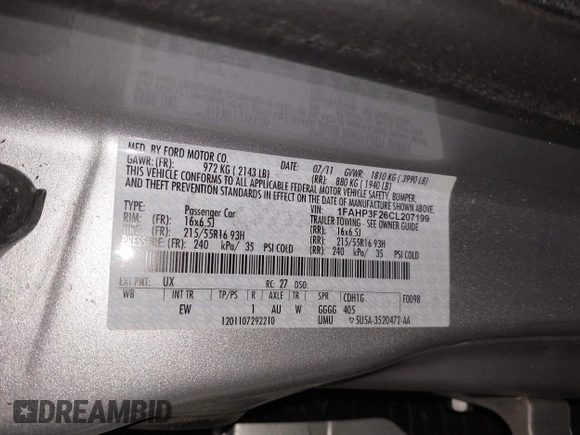 MFD. BY FORD MOTOR CO.
DATE: 07/11 GVWR: 1810 KG ( 3990 LB)
GAWR: (FR): 972 KG ( 2143 LB) (RR): 880 KG ( 1940 LB)
THIS VEHICLE CONFORMS TO ALL APPLICABLE FEDERAL MOTOR VEHICLE SAFETY, BUMPER,
AND THEFT PREVENTION STANDARDS IN EFFECT ON THE DATE OF MANUFACTURE SHOWN ABOVE.
VIN: 1FAHP3F26CL207199
TYPE: Passenger Car TRAILER TOWING - SEE OWNER GUIDE
RIM: (FR): 16x6.5J (RR): 16x6.5J
TIRE: (FR): 215/55R16 93H (RR): 215/55R16 93H
(FR): 240 kPa/ 35 PSI COLD (RR): 240 kPa/ 35 PSI COLD
EXT PNT: UX RC: 27 DSO:
WB INT TR TP/PS R AXLE TR SPR CDH1G F0098
EW 1 AU W GGGG 405
1201107292210 UMU ▽5U5A-3520472-AA
DREAMBID